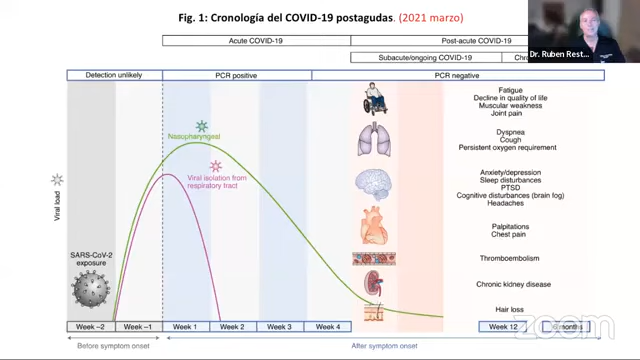 Fig. 1: Cronología del COVID-19 postagudas. (2021 marzo)
Dr. Ruben Rest...
Acute COVID-19
Post-acute COVID-19
Subacute/ongoing COVID-19
Detection unlikely
PCR positive
PCR negative
Viral load
Nasopharyngeal
Viral isolation from
respiratory tract
SARS-CoV-2
exposure
Fatigue
Decline in quality of life
Muscular weakness
Joint pain
Dyspnea
Cough
Persistent oxygen requirement
Anxiety/depression
Sleep disturbances
PTSD
Cognitive disturbances (brain fog)
Headaches
Palpitations
Chest pain
Thromboembolism
Chronic kidney disease
Hair loss
Week –2
Week –1
Week 1
Week 2
Week 3
Week 4
Week 12
6 months
Before symptom onset
After symptom onset
zoom